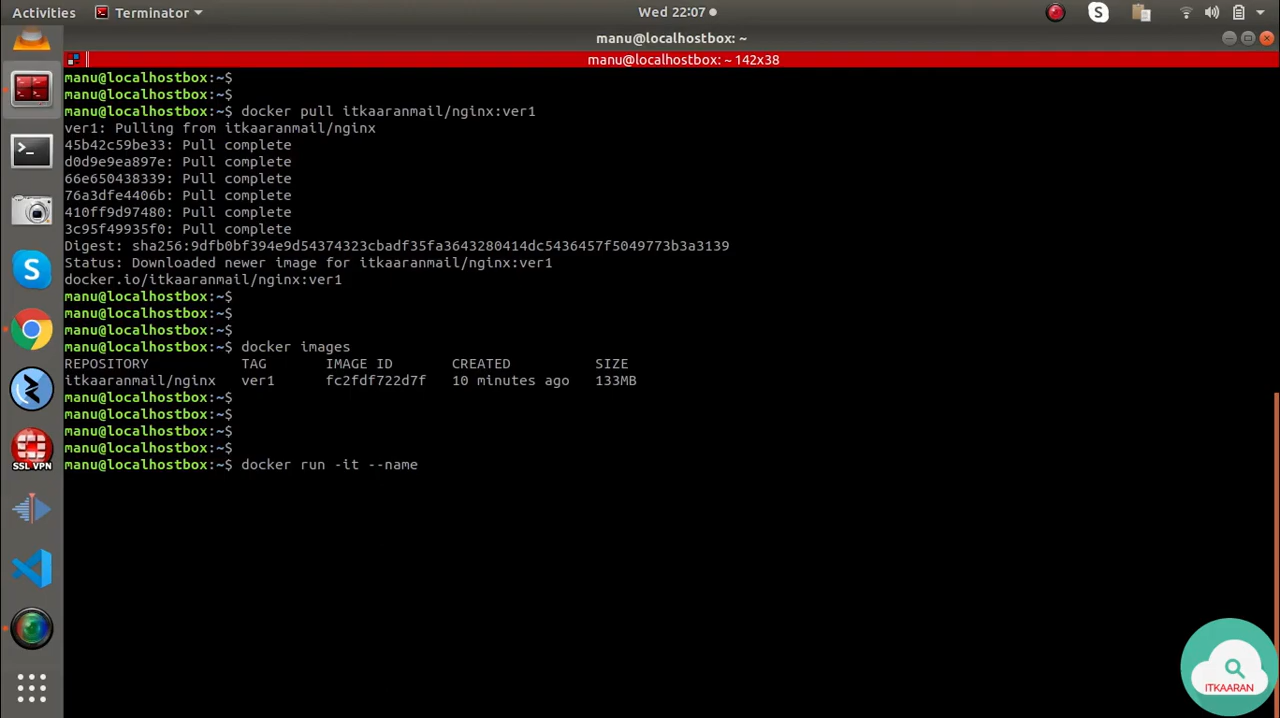 Activities
Terminator
Wed 22:07
manu@localhostbox: ~
manu@localhostbox: ~ 142x38
manu@localhostbox:~$
manu@localhostbox:~$
manu@localhostbox:~$ docker pull itkaaranmail/nginx:ver1
ver1: Pulling from itkaaranmail/nginx
45b42c59be33: Pull complete
d0d9e9ea897e: Pull complete
66e650438339: Pull complete
76a3dfe4406b: Pull complete
410ff9d97480: Pull complete
3c95f49935f0: Pull complete
Digest: sha256:9dfb0bf394e9d54374323cbadf35fa3643280414dc5436457f5049773b3a3139
Status: Downloaded newer image for itkaaranmail/nginx:ver1
docker.io/itkaaranmail/nginx:ver1
manu@localhostbox:~$
manu@localhostbox:~$
manu@localhostbox:~$
manu@localhostbox:~$ docker images
REPOSITORY TAG IMAGE ID CREATED SIZE
itkaaranmail/nginx ver1 fc2fdf722d7f 10 minutes ago 133MB
manu@localhostbox:~$
manu@localhostbox:~$
manu@localhostbox:~$
manu@localhostbox:~$
manu@localhostbox:~$ docker run -it --name
SSL VPN
ITKAARAN